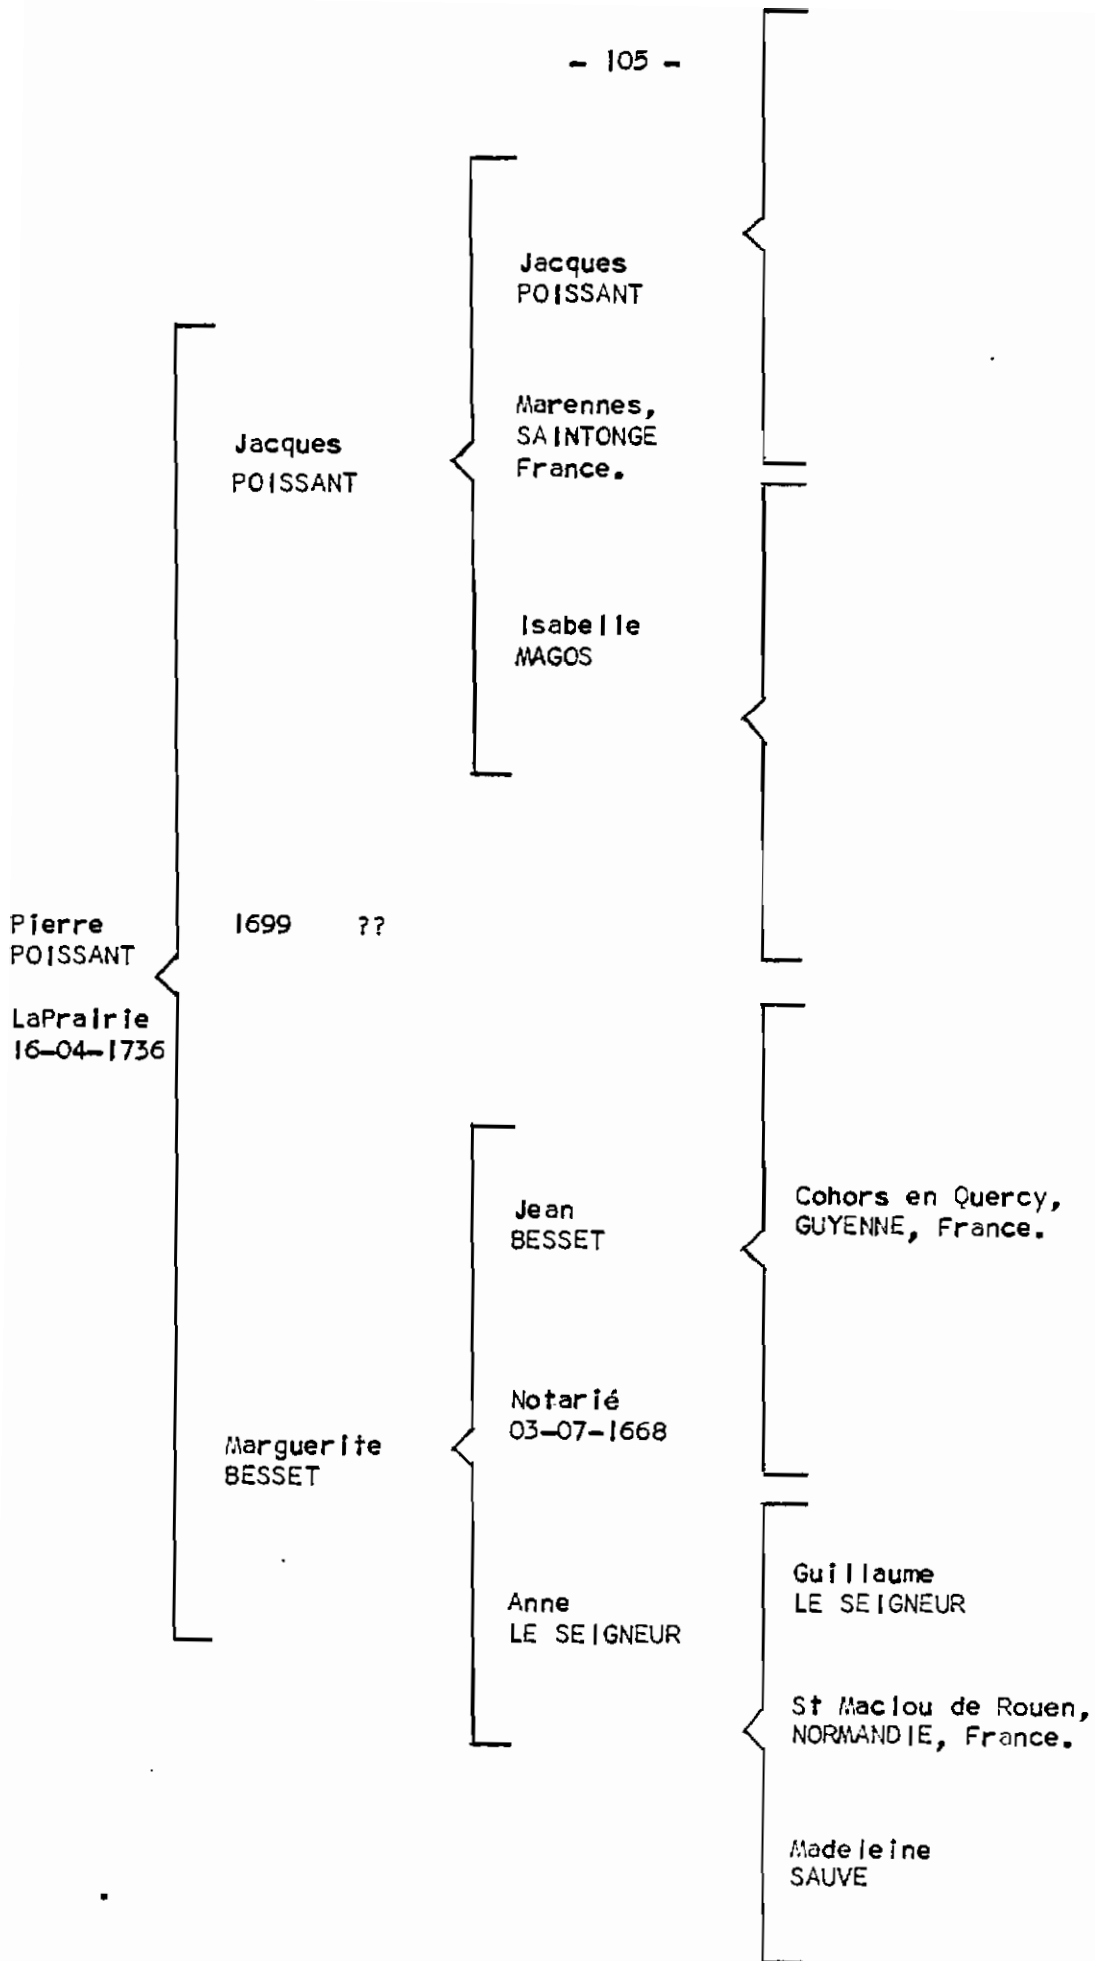 - 105 -
Jacques
POISSANT
Marennes,
SAINTONGE
France.
Jacques
POISSANT
Isabelle
MAGOS
Pierre
POISSANT
1699 ??
LaPrairie
16-04-1736
Jean
BESSET
Cohors en Quercy,
GUYENNE, France.
Notarié
03-07-1668
Marguerite
BESSET
Anne
LE SEIGNEUR
Guillaume
LE SEIGNEUR
St Maclou de Rouen,
NORMANDIE, France.
Madeleine
SAUVE